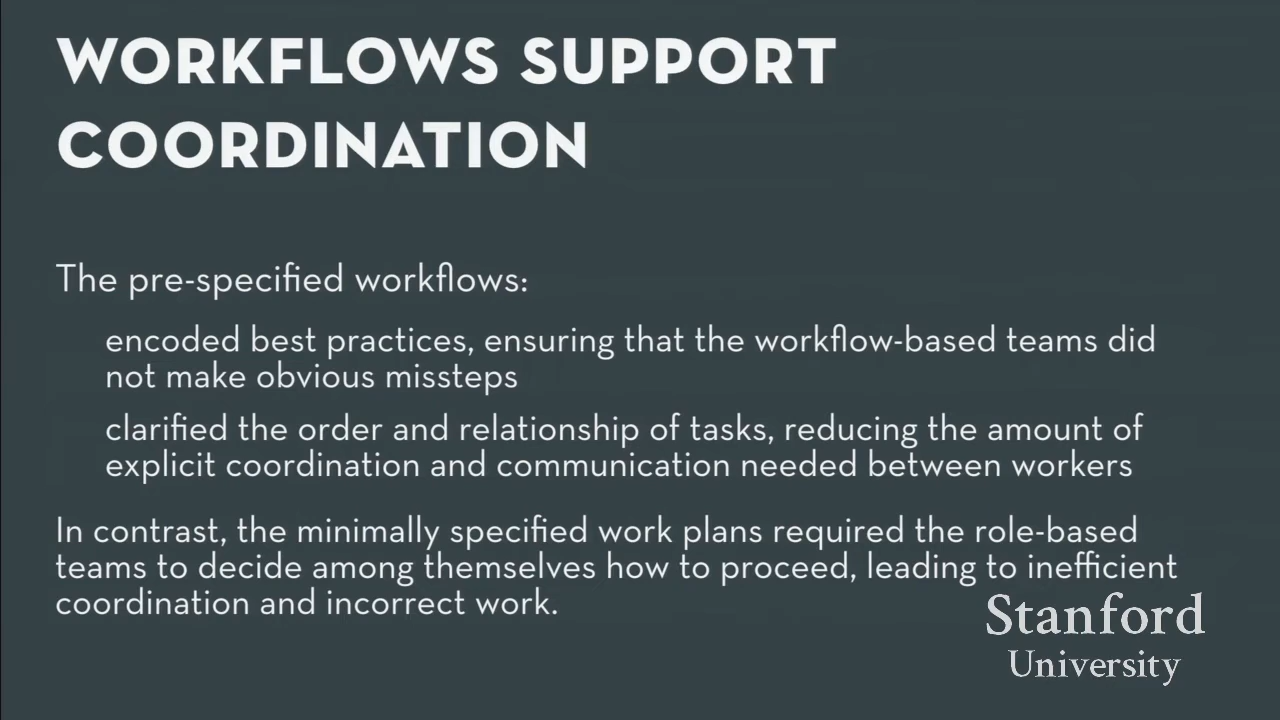 WORKFLOWS SUPPORT
COORDINATION
The pre-specified workflows:
encoded best practices, ensuring that the workflow-based teams did
not make obvious missteps
clarified the order and relationship of tasks, reducing the amount of
explicit coordination and communication needed between workers
In contrast, the minimally specified work plans required the role-based
teams to decide among themselves how to proceed, leading to inefficient
coordination and incorrect work.
Stanford
University